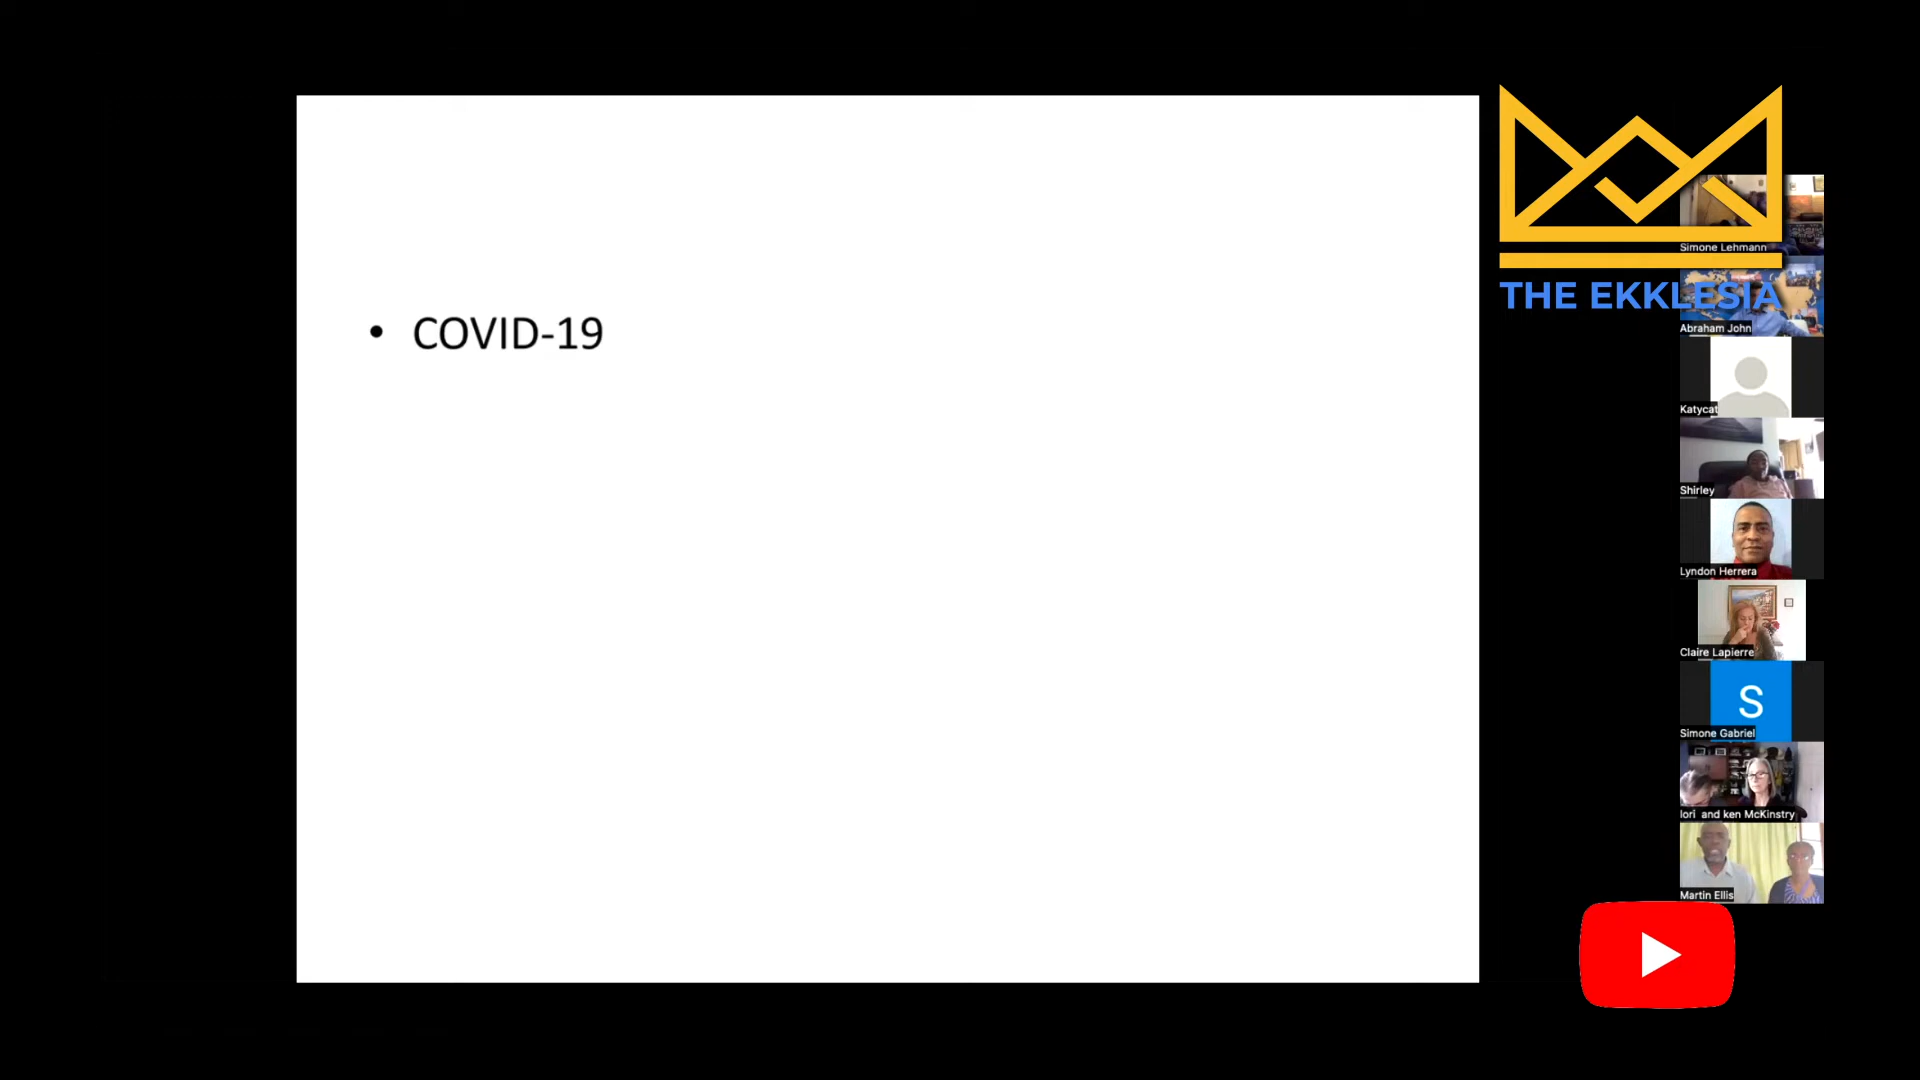 • COVID-19
THE EKKLESIA
Simone Lehmann
Abraham John
Katycat
Shirley
Lyndon Herrera
Claire Lapierre
S
Simone Gabriel
lori and ken McKinstry
Martin Ellis